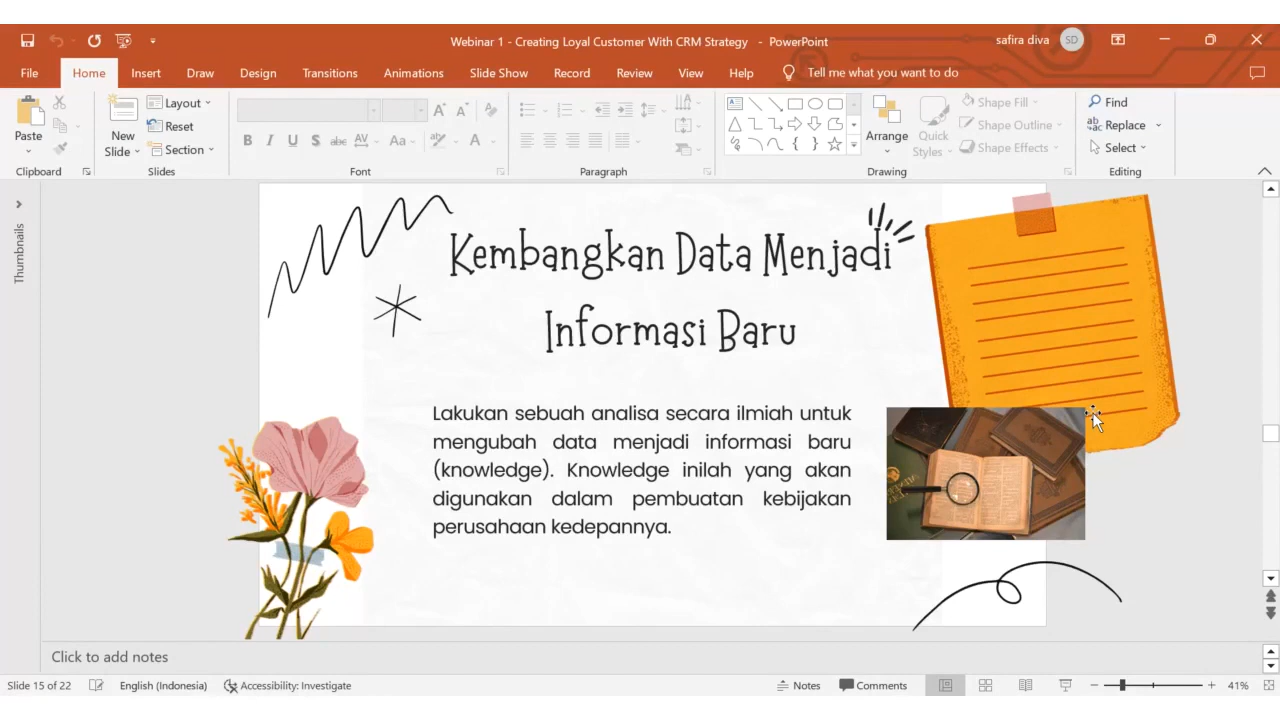 Webinar 1 - Creating Loyal Customer With CRM Strategy - PowerPoint
safira diva
SD
File
Home
Insert
Draw
Design
Transitions
Animations
Slide Show
Record
Review
View
Help
Tell me what you want to do
Paste
New
Slide
Layout
Reset
Section
Shape Fill
Shape Outline
Shape Effects
Arrange
Quick
Styles
Find
Replace
Select
Clipboard
Slides
Font
Paragraph
Drawing
Editing
Thumbnails
Kembangkan Data Menjadi
Informasi Baru
Lakukan sebuah analisa secara ilmiah untuk
mengubah data menjadi informasi baru
(knowledge). Knowledge inilah yang akan
digunakan dalam pembuatan kebijakan
perusahaan kedepannya.
Click to add notes
Slide 15 of 22
English (Indonesia)
Accessibility: Investigate
Notes
Comments
41%